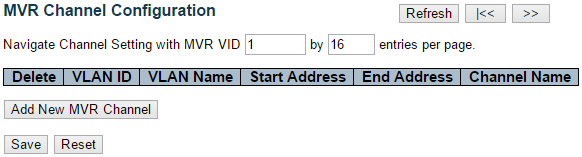 MVR Channel Configuration Refresh |<< >>
Navigate Channel Setting with MVR VID 1 by 16 entries per page.
Delete VLAN ID VLAN Name Start Address End Address Channel Name
Add New MVR Channel
Save Reset